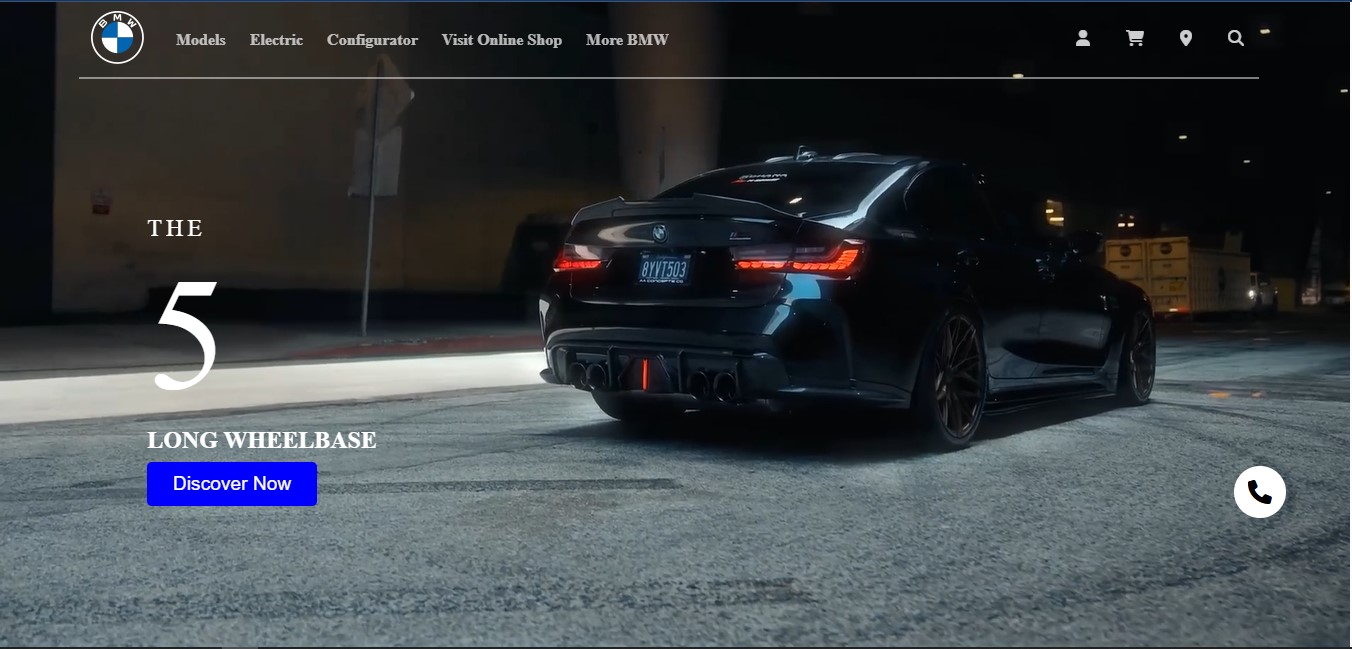 BMW
Models Electric Configurator Visit Online Shop More BMW
THE
5
LONG WHEELBASE
Discover Now
8YVT503